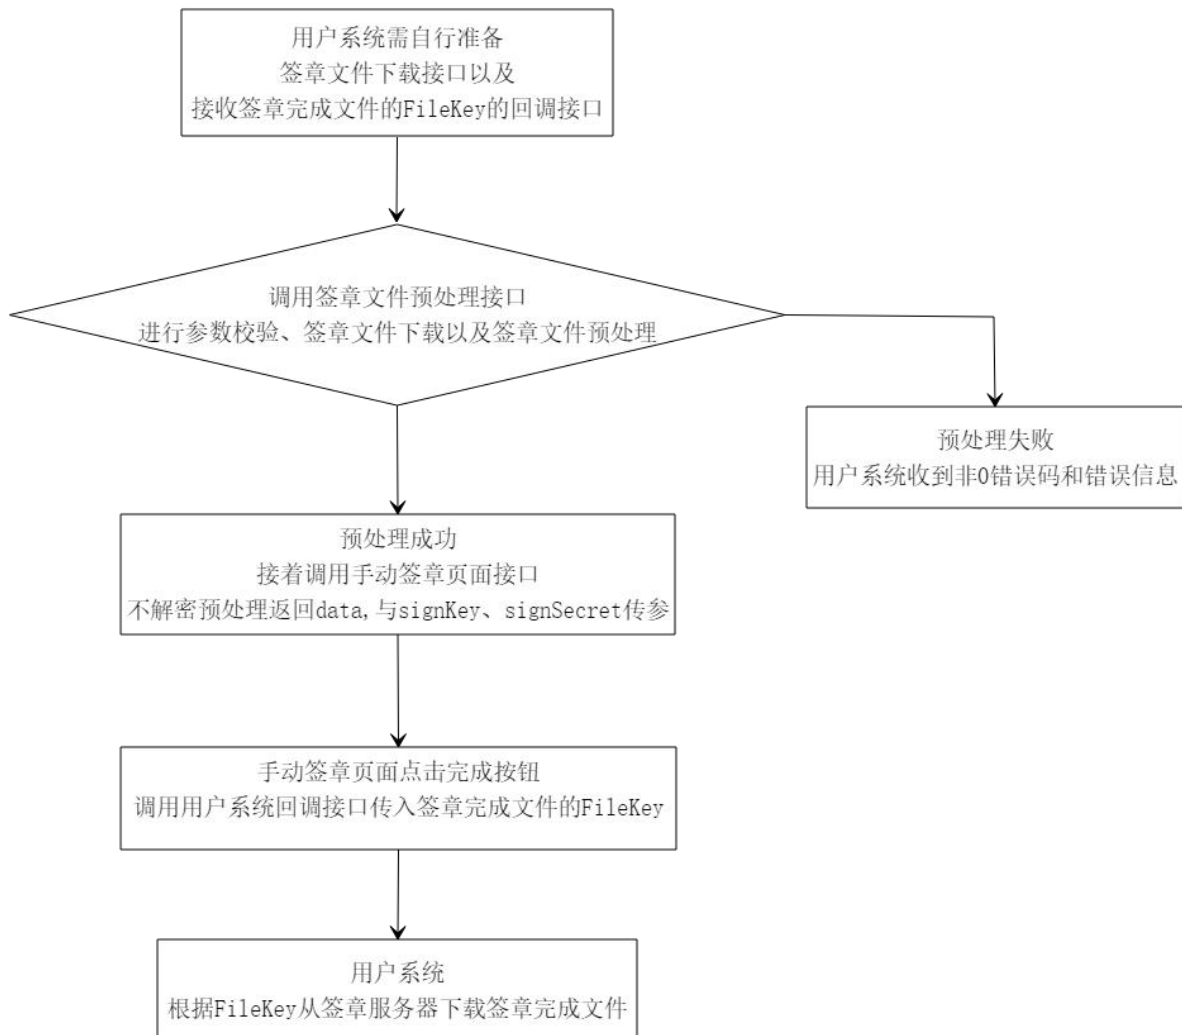 用户系统需自行准备
签章文件下载接口以及
接收签章完成文件的FileKey的回调接口
调用签章文件预处理接口
进行参数校验、签章文件下载以及签章文件预处理
预处理失败
用户系统收到非0错误码和错误信息
预处理成功
接着调用手动签章页面接口
不解密预处理返回data,与signKey、signSecret传参
手动签章页面点击完成按钮
调用用户系统回调接口传入签章完成文件的FileKey
用户系统
根据FileKey从签章服务器下载签章完成文件